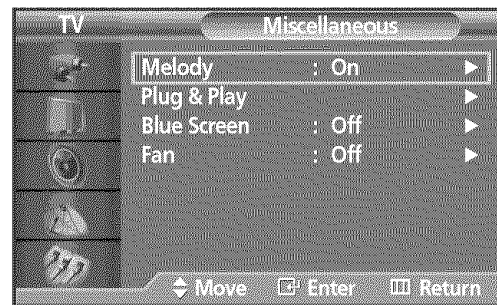 TV
Miscellaneous
Melody : On
Plug & Play
Blue Screen : Off
Fan : Off
Move Enter Return